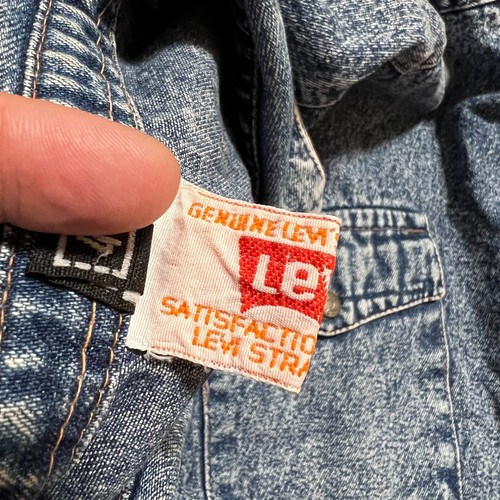 GENUINE LEVI
Le
SATISFACTIO
LEVI STRA